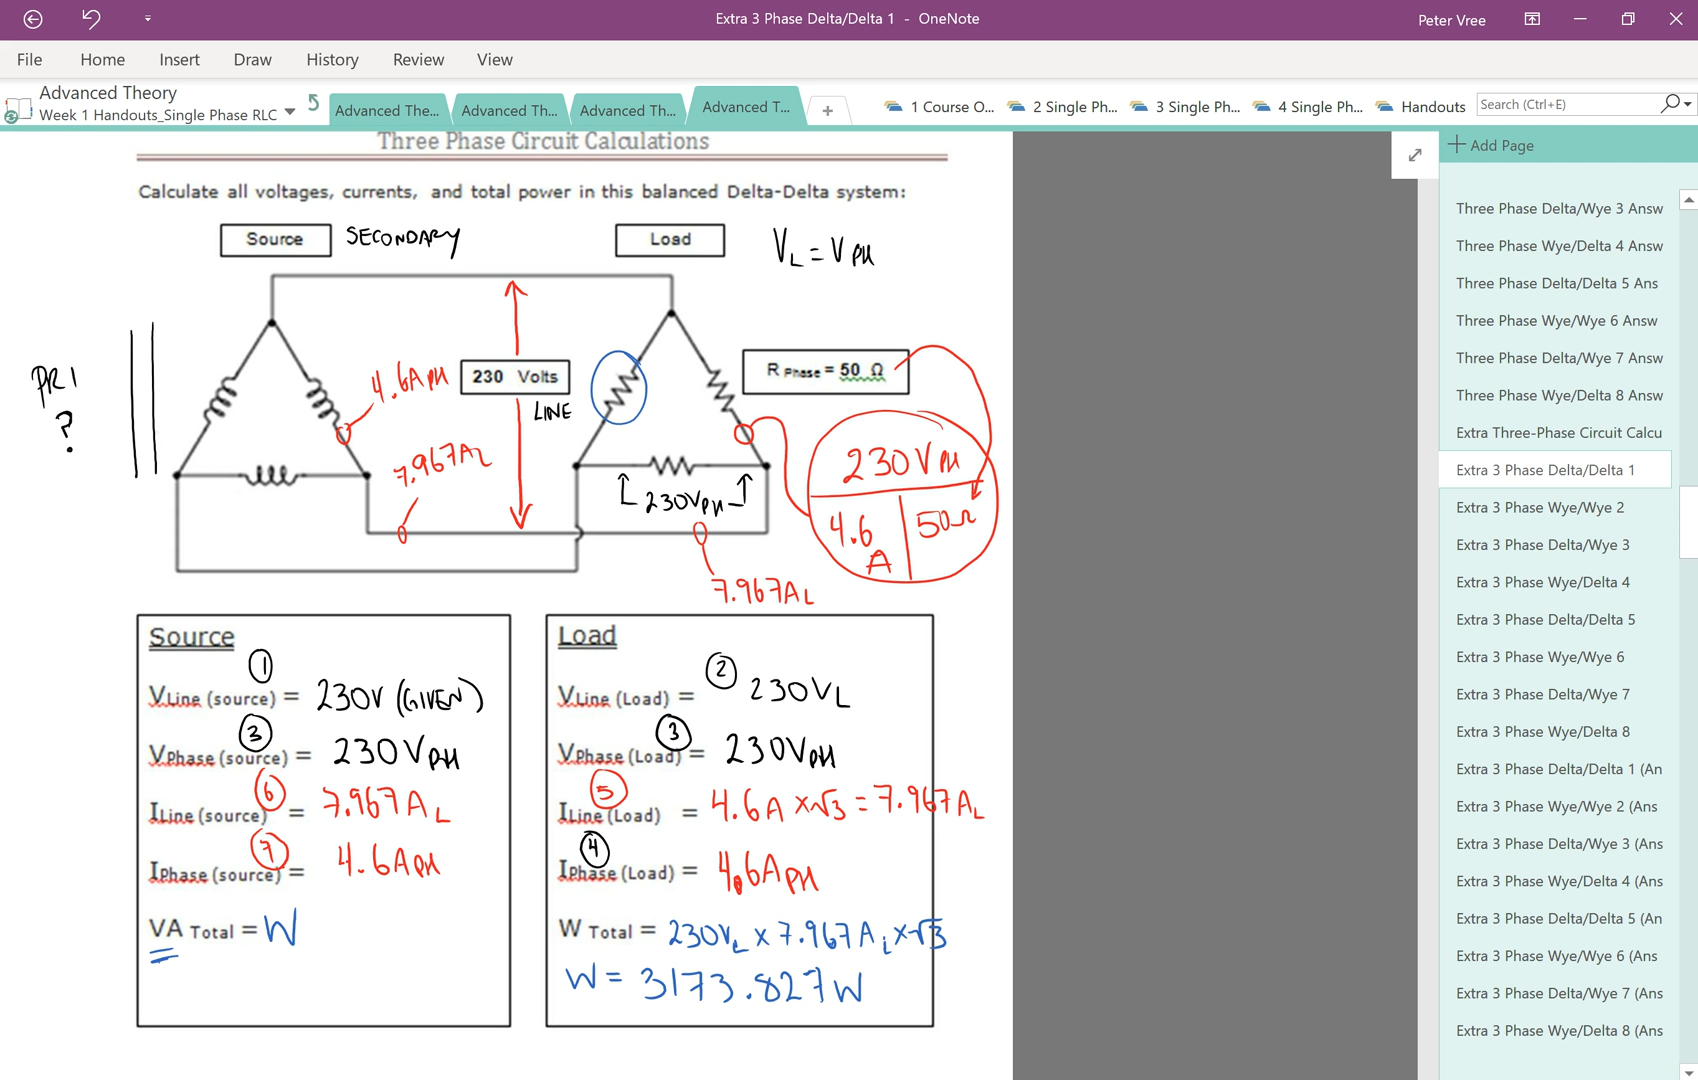 Extra 3 Phase Delta/Delta 1 - OneNote
Peter Vree
File Home Insert Draw History Review View
Advanced Theory
Week 1 Handouts_Single Phase RLC
Advanced The...
Advanced Th...
Advanced Th...
Advanced T...
1 Course O...
2 Single Ph...
3 Single Ph...
4 Single Ph...
Handouts
Search (Ctrl+E)
Three Phase Circuit Calculations
Calculate all voltages, currents, and total power in this balanced Delta-Delta system:
Source
SECONDARY
Load
VL = VPH
PRI
?
4.6APH
230 Volts
LINE
R Phase = 50 Ω
7.967AL
230VPH
230VPH
4.6
A
50Ω
7.967AL
Source
①
VLine (source) = 230V (GIVEN)
③
VPhase (source) = 230VPH
⑥
ILine (source) = 7.967AL
⑦
IPhase (source) = 4.6APH
VA Total = W
Load
②
VLine (Load) = 230VL
③
VPhase (Load) = 230VPH
⑤
ILine (Load) = 4.6A x√3 = 7.967AL
④
IPhase (Load) = 4.6APH
W Total = 230VL x 7.967AL x√3
W = 3173.827W
Add Page
Three Phase Delta/Wye 3 Answ
Three Phase Wye/Delta 4 Answ
Three Phase Delta/Delta 5 Ans
Three Phase Wye/Wye 6 Answ
Three Phase Delta/Wye 7 Answ
Three Phase Delta/Wye 8 Answ
Extra Three-Phase Circuit Calcu
Extra 3 Phase Delta/Delta 1
Extra 3 Phase Wye/Wye 2
Extra 3 Phase Delta/Wye 3
Extra 3 Phase Wye/Delta 4
Extra 3 Phase Delta/Delta 5
Extra 3 Phase Wye/Wye 6
Extra 3 Phase Delta/Wye 7
Extra 3 Phase Wye/Delta 8
Extra 3 Phase Delta/Delta 1 (An
Extra 3 Phase Wye/Wye 2 (Ans
Extra 3 Phase Delta/Wye 3 (Ans
Extra 3 Phase Wye/Delta 4 (Ans
Extra 3 Phase Delta/Delta 5 (An
Extra 3 Phase Wye/Wye 6 (Ans
Extra 3 Phase Delta/Wye 7 (Ans
Extra 3 Phase Wye/Delta 8 (Ans